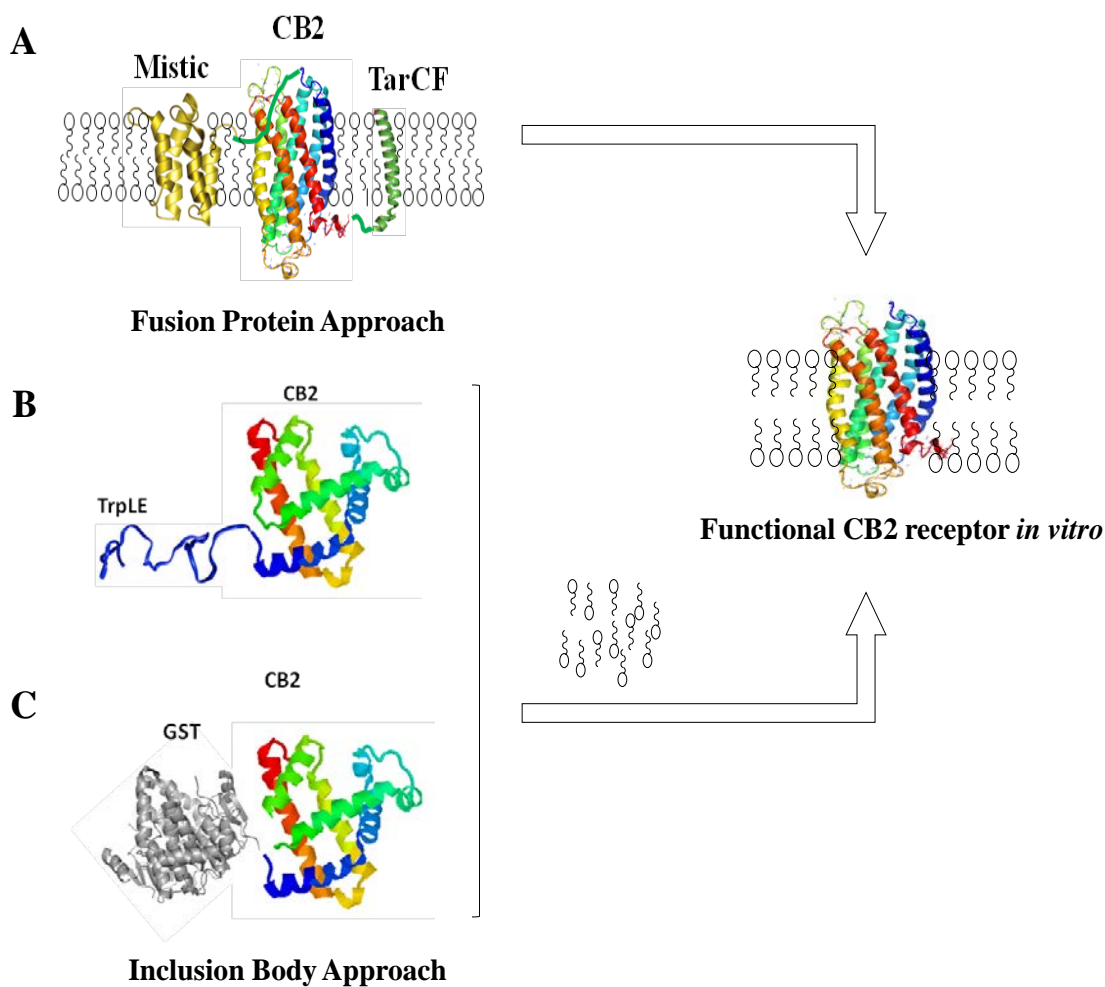 A
CB2
Mistic
TarCF
Fusion Protein Approach
B
CB2
TrpLE
Functional CB2 receptor in vitro
C
CB2
GST
Inclusion Body Approach